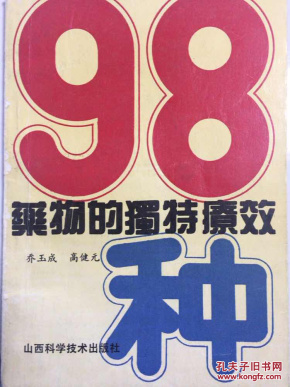 98
种
藥物的獨特療效
乔玉成 高健元
山西科学技术出版社
孔夫子旧书网